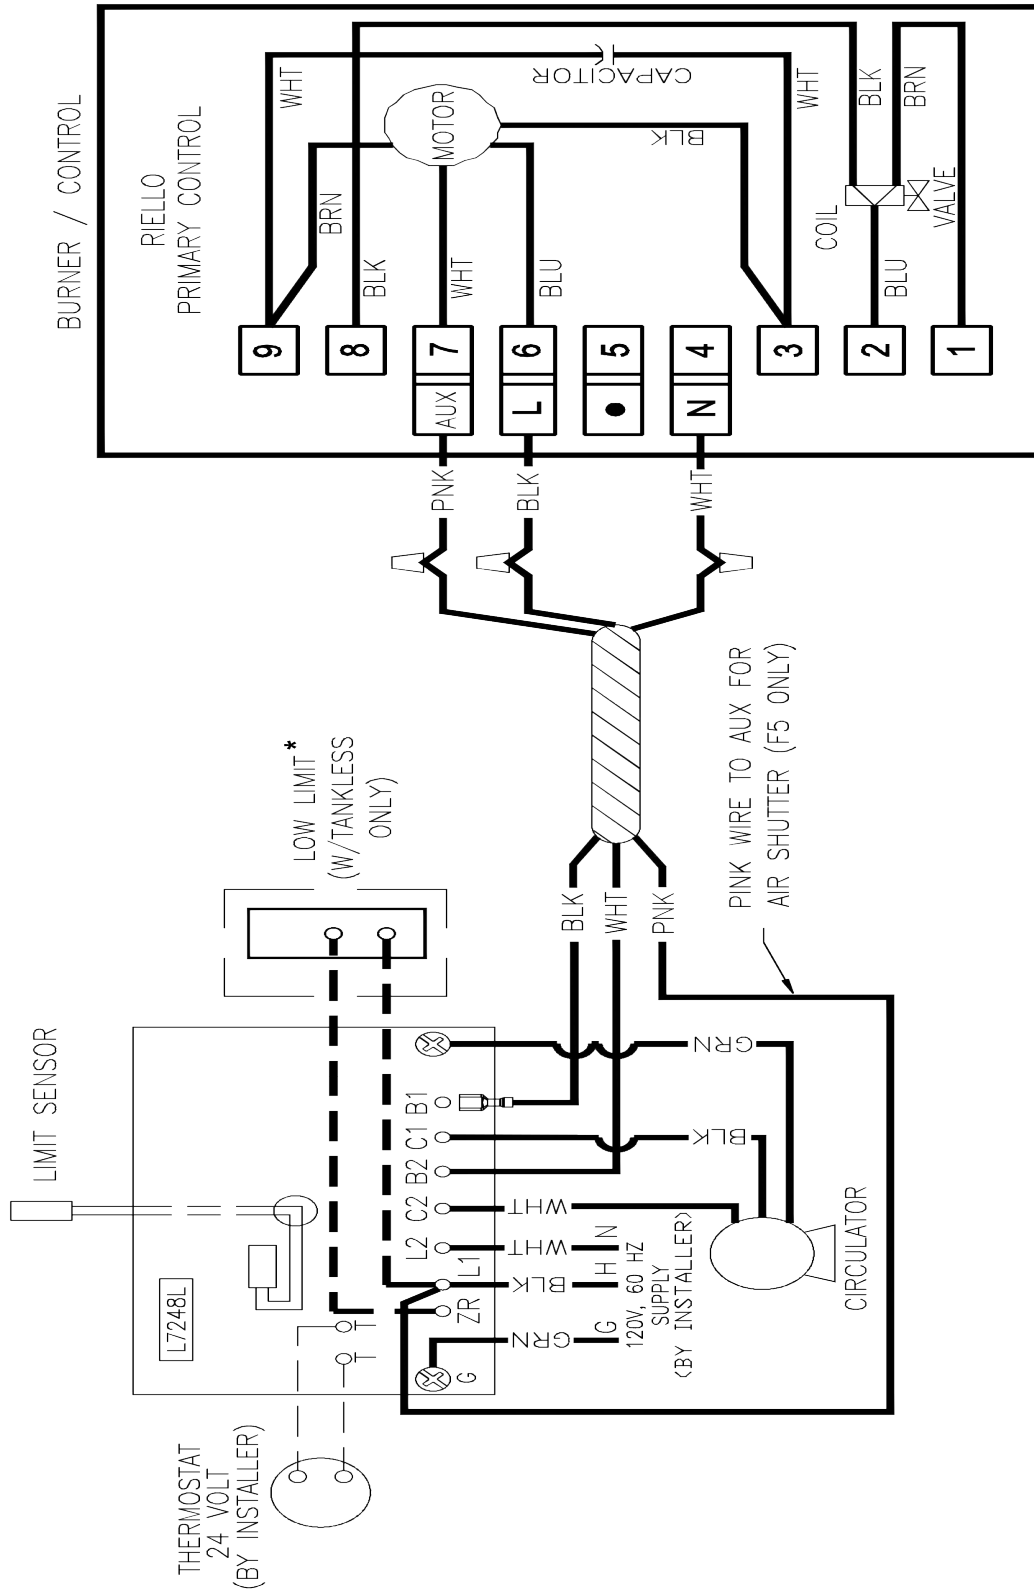 BURNER / CONTROL
RIELLO
PRIMARY CONTROL
WHT
BRN
BLK
WHT
BLU
MOTOR
CAPACITOR
BLK
WHT
BLK
BRN
COIL
VALVE
BLU
9
8
AUX 7
L 6
● 5
N 4
3
2
1
PNK
BLK
WHT
LIMIT SENSOR
LOW LIMIT*
(W/TANKLESS
ONLY)
L7248L
THERMOSTAT
24 VOLT
(BY INSTALLER)
T
T
G
ZR
L1
L2
C2
B2
C1
B1
GRN
BLK
WHT
WHT
BLK
GRN
G
H
N
120V, 60 HZ
SUPPLY
<BY INSTALLER>
CIRCULATOR
BLK
WHT
PNK
PINK WIRE TO AUX FOR
AIR SHUTTER (F5 ONLY)